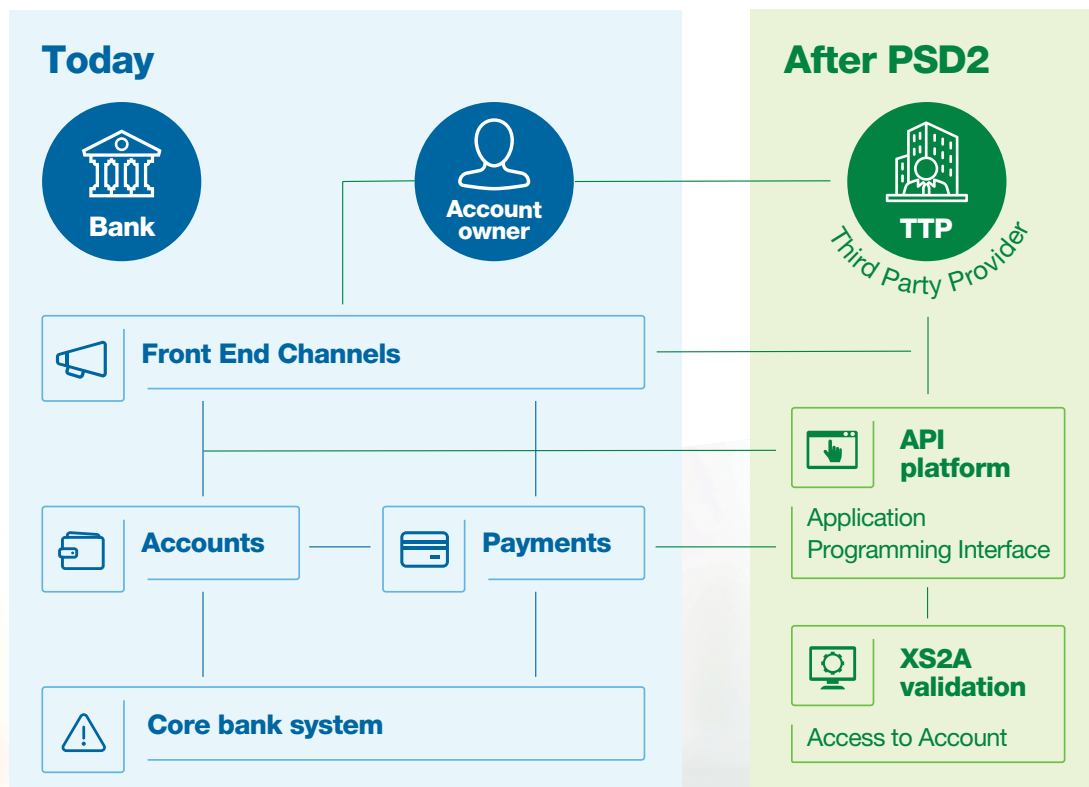 Today
After PSD2
Bank
Account
owner
TTP
Third Party Provider
Front End Channels
API
platform
Application
Programming Interface
Accounts
Payments
XS2A
validation
Access to Account
Core bank system